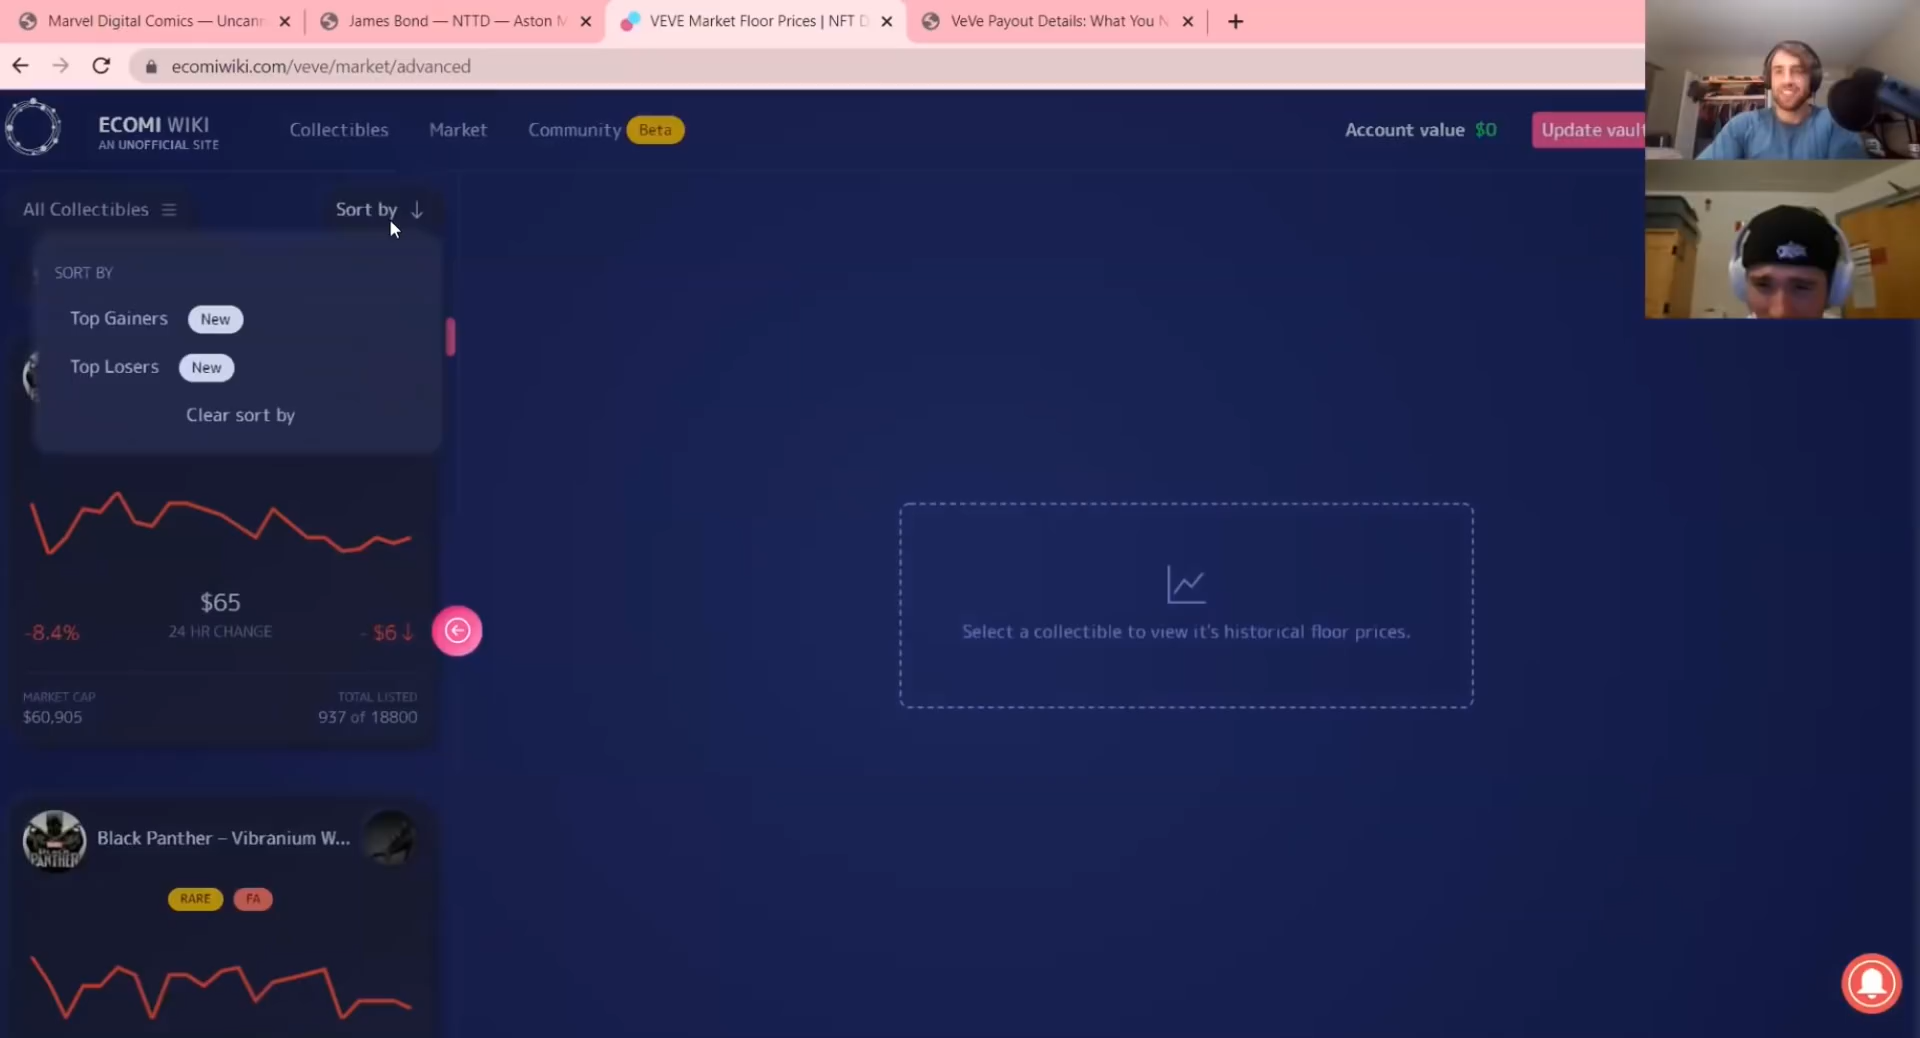 Marvel Digital Comics — Uncann
James Bond — NTTD — Aston M
VEVE Market Floor Prices | NFT D
VeVe Payout Details: What You N
ecomiwiki.com/veve/market/advanced
ECOMI WIKI
AN UNOFFICIAL SITE
Collectibles
Market
Community Beta
Account value $0
Update vault
All Collectibles
Sort by
SORT BY
Top Gainers New
Top Losers New
Clear sort by
$65
-8.4%
24 HR CHANGE
- $6
MARKET CAP
TOTAL LISTED
$60,905
937 of 18800
Select a collectible to view it's historical floor prices.
BLACK PANTHER
Black Panther – Vibranium W...
RARE
FA